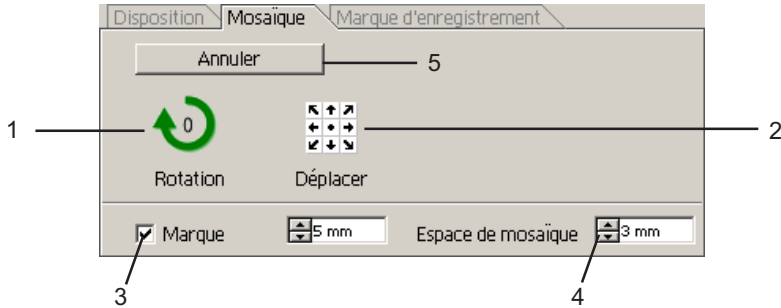 Disposition Mosaïque Marque d'enregistrement
Annuler 5
1 0 2
Rotation Déplacer
Marque 5 mm Espace de mosaïque 3 mm
3 4